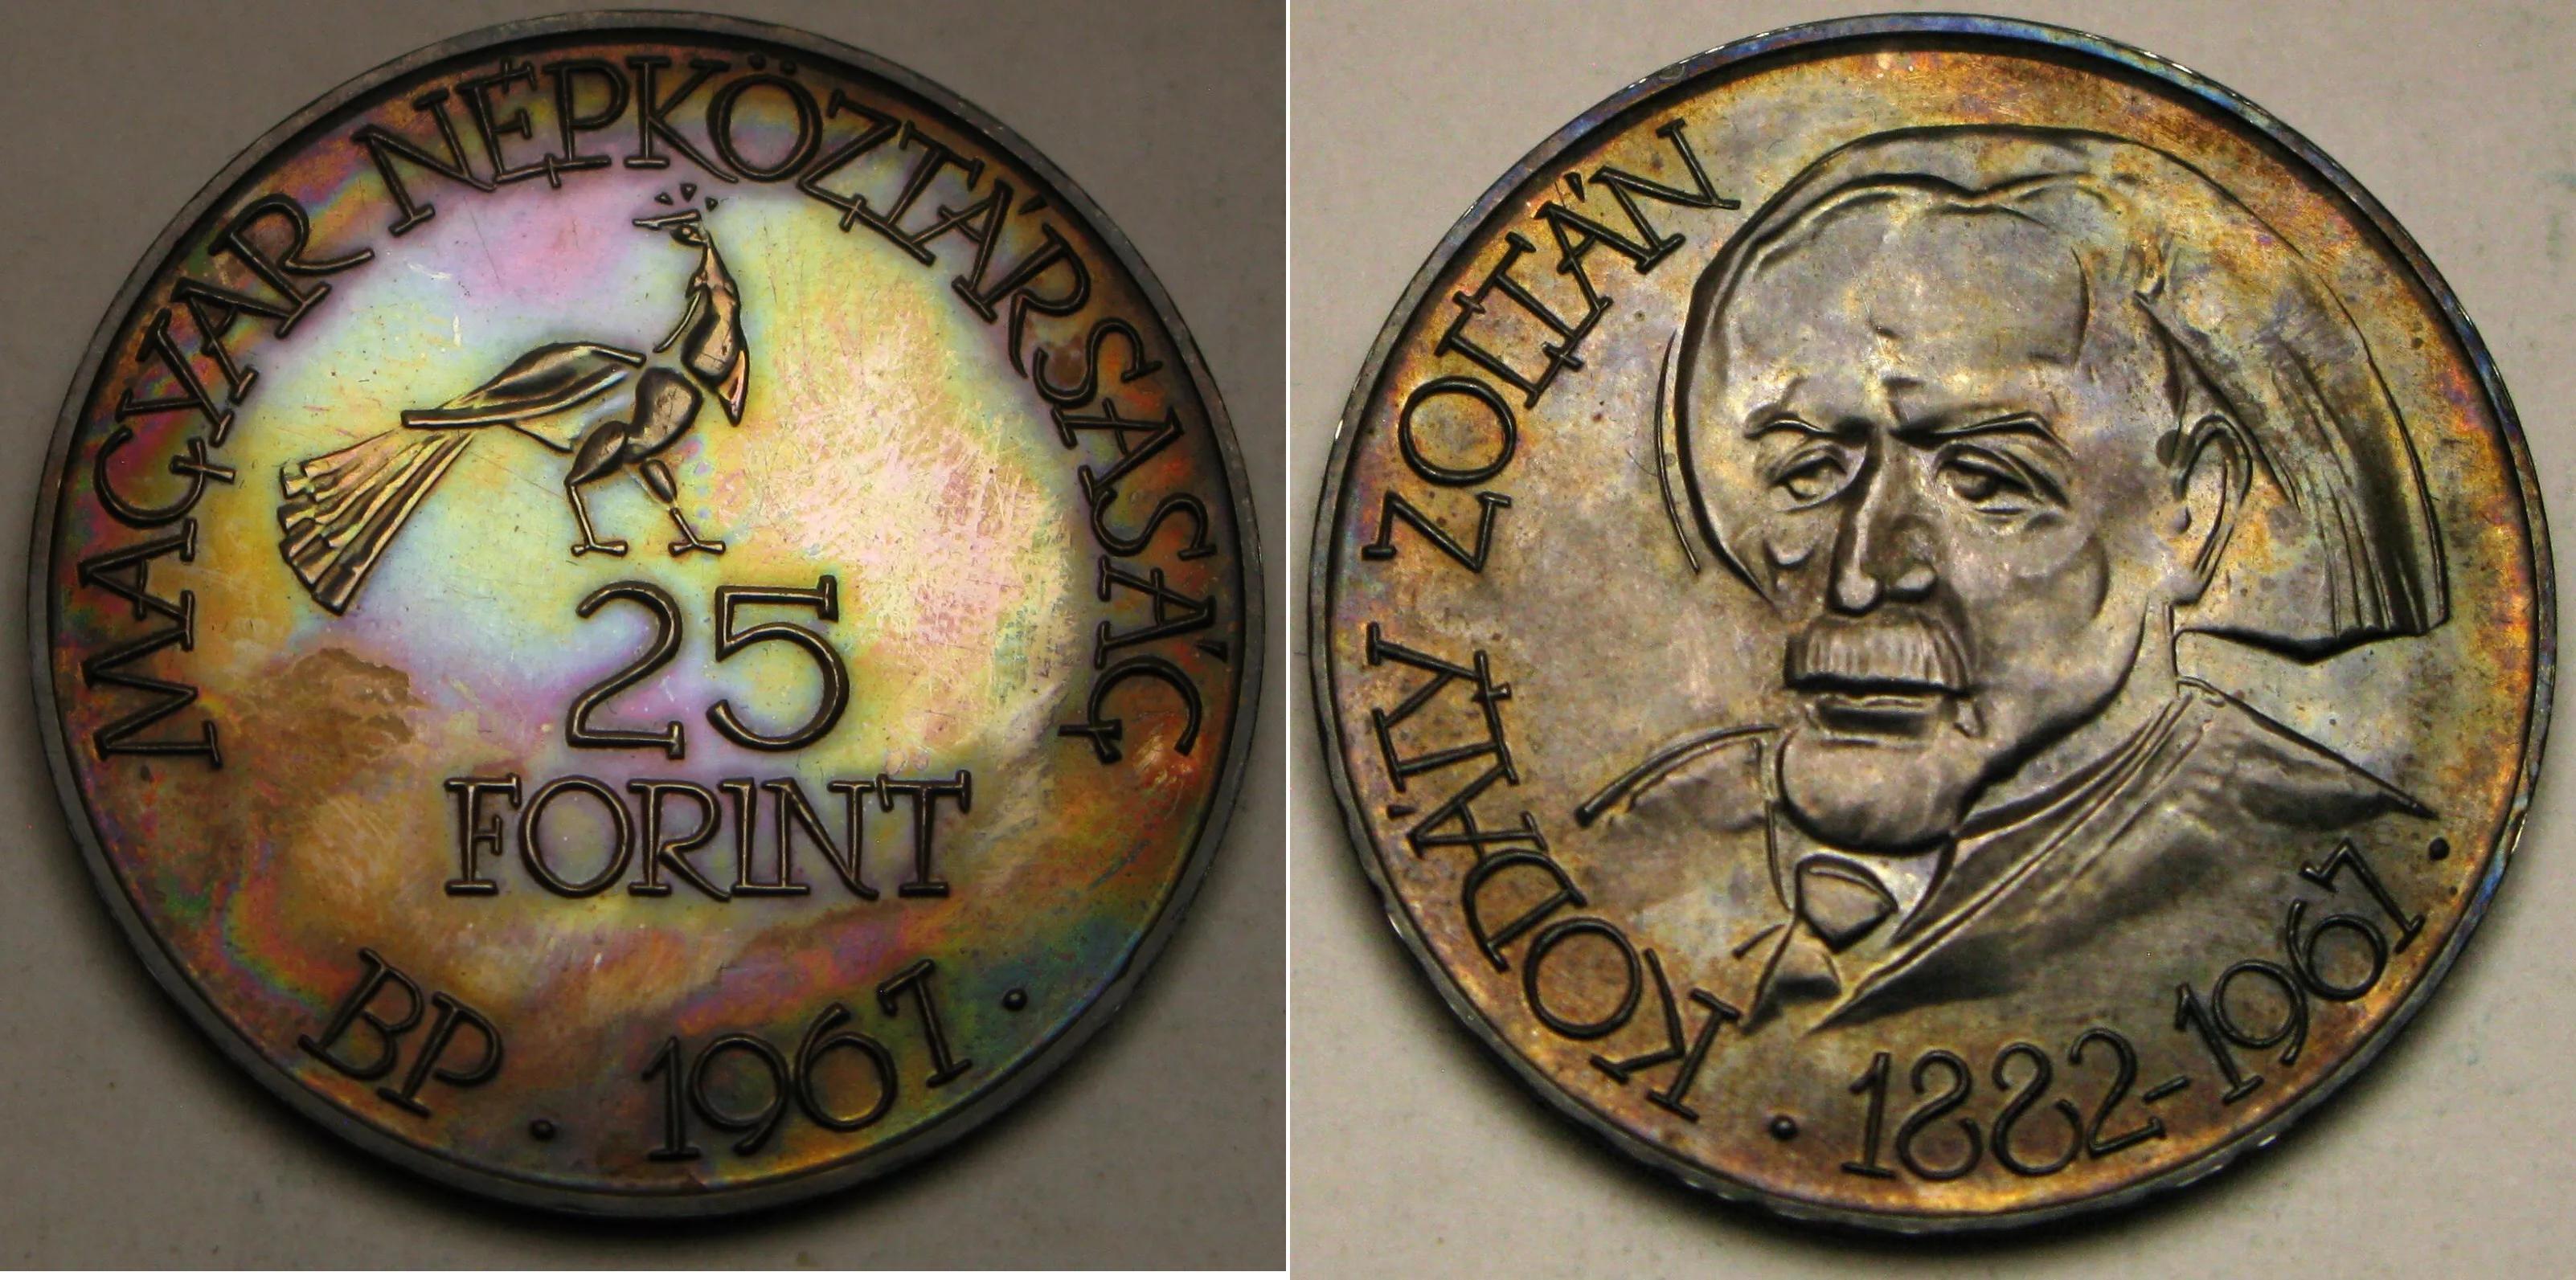 MAGYAR NÉPKÖZTÁRSASÁG
25
FORINT
BP · 1967 ·
KODÁLY ZOLTÁN
· 1882-1967 ·